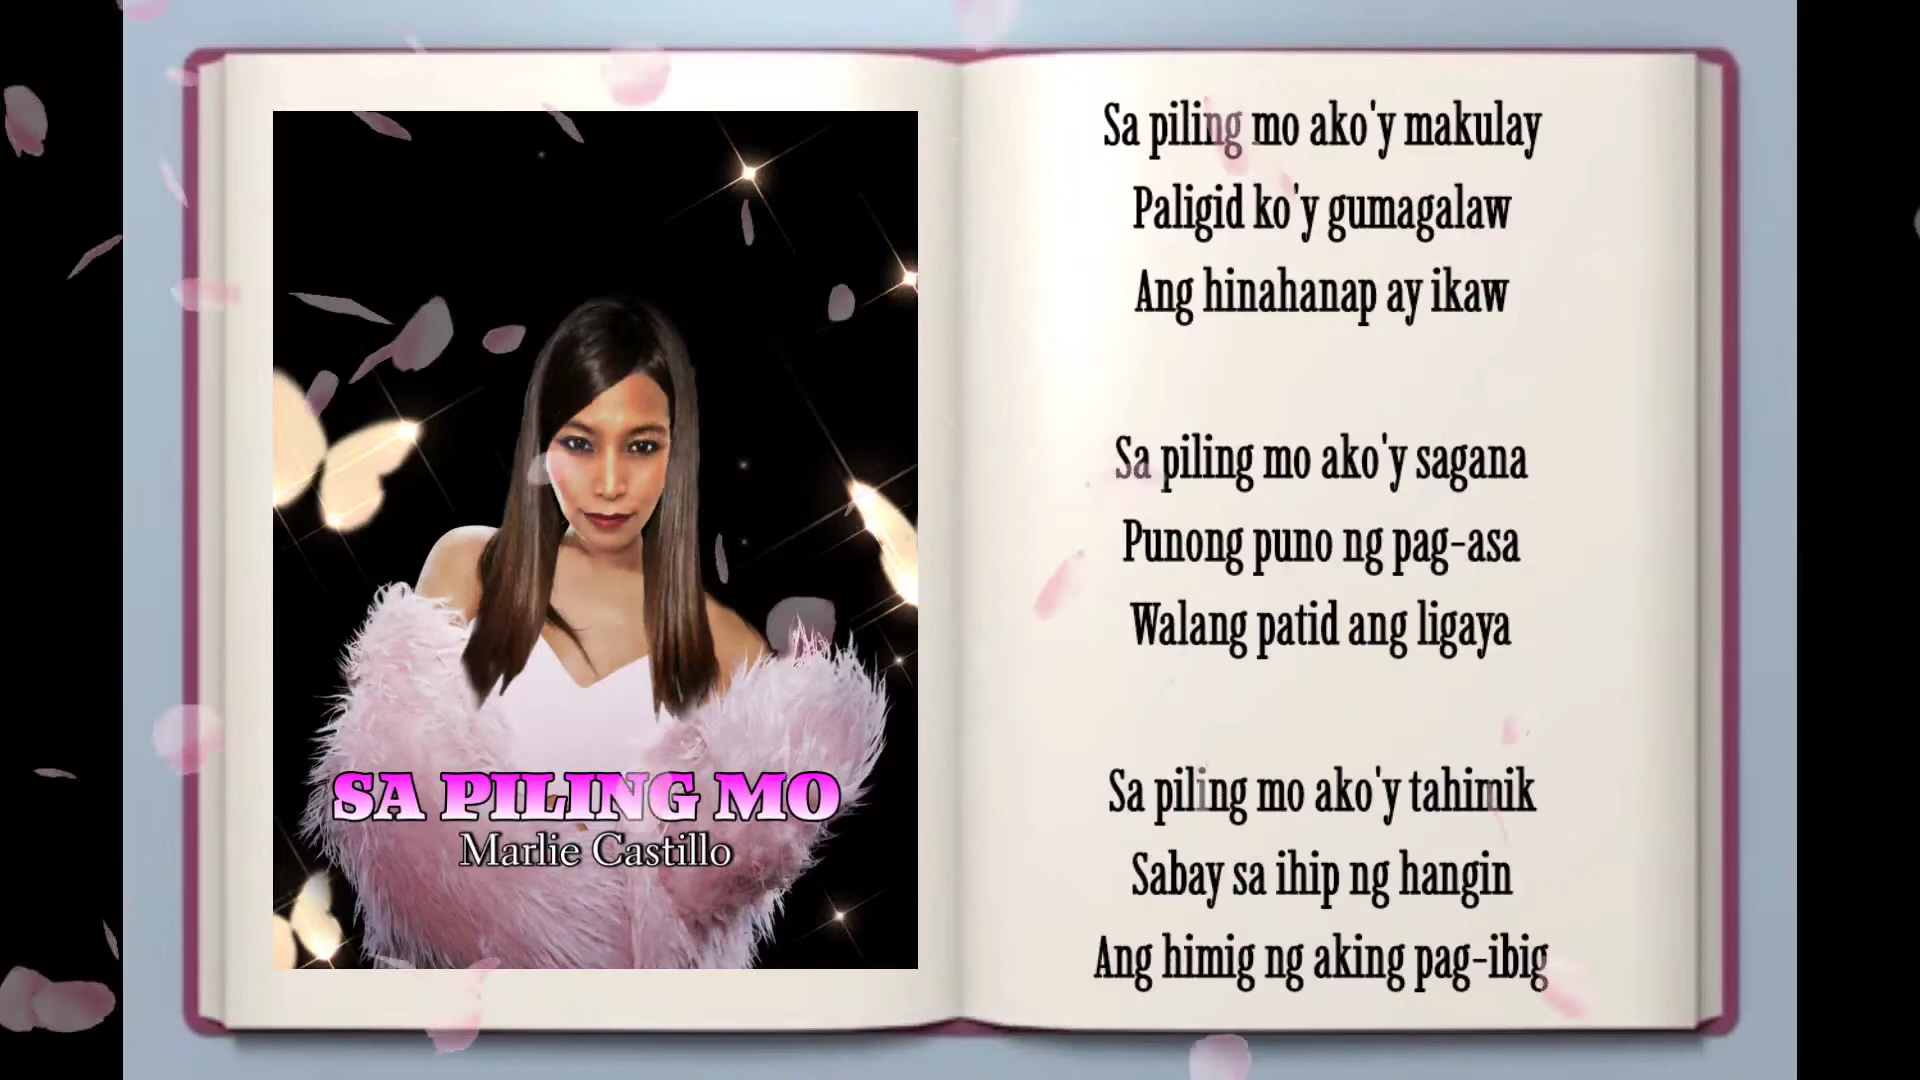 SA PILING MO
Marlie Castillo
Sa piling mo ako'y makulay
Paligid ko'y gumagalaw
Ang hinahanap ay ikaw
Sa piling mo ako'y sagana
Punong puno ng pag-asa
Walang patid ang ligaya
Sa piling mo ako'y tahimik
Sabay sa ihip ng hangin
Ang himig ng aking pag-ibig